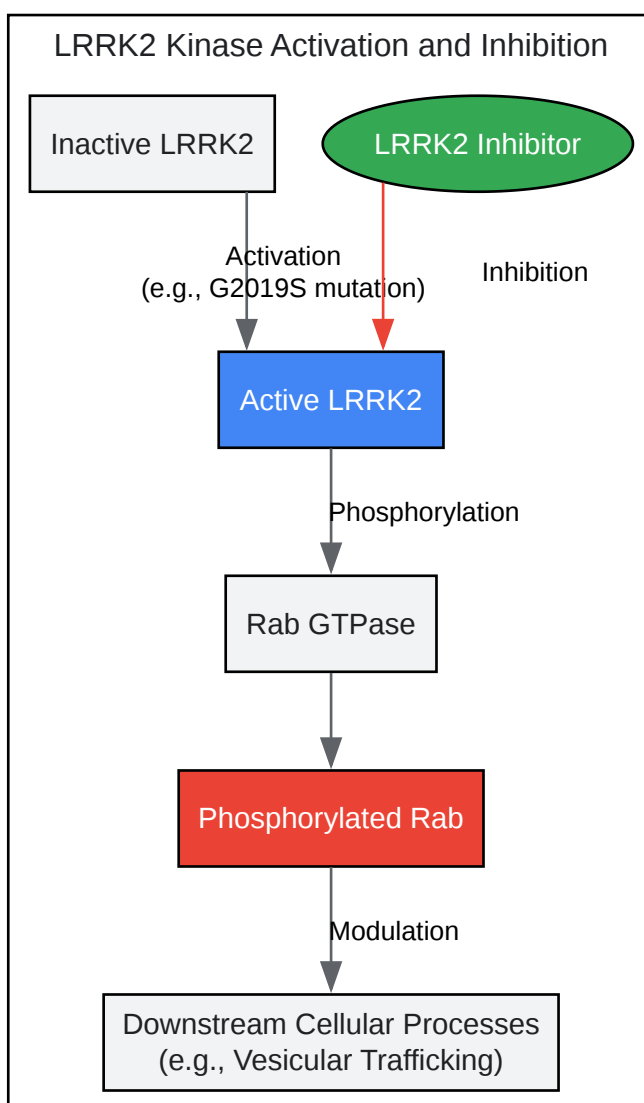 LRRK2 Kinase Activation and Inhibition
Inactive LRRK2
LRRK2 Inhibitor
Activation
(e.g., G2019S mutation)
Inhibition
Active LRRK2
Phosphorylation
Rab GTPase
Phosphorylated Rab
Modulation
Downstream Cellular Processes
(e.g., Vesicular Trafficking)